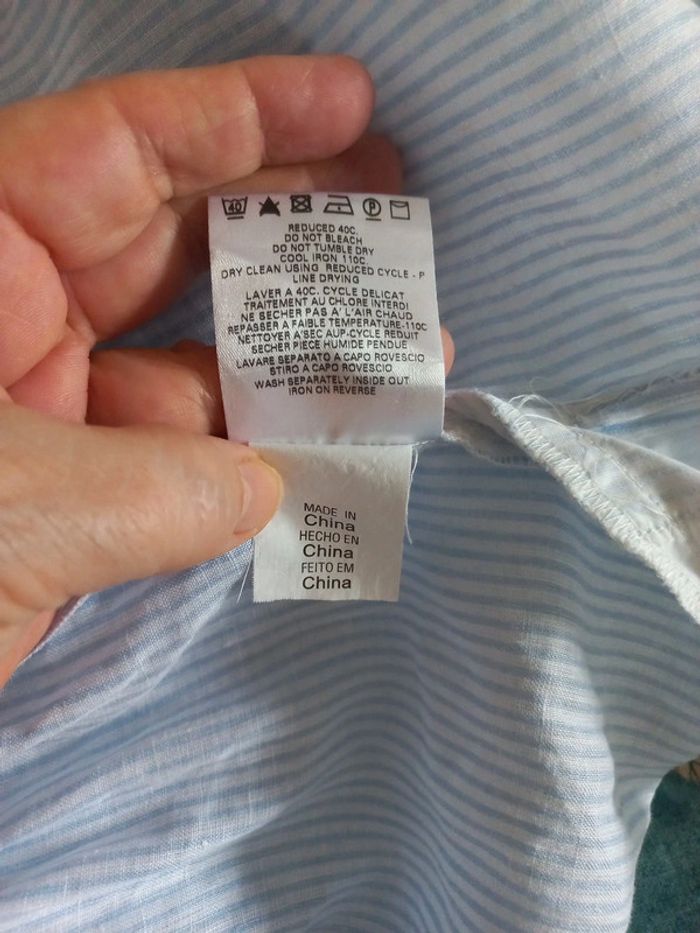 40
P
REDUCED 40C.
DO NOT BLEACH
DO NOT TUMBLE DRY
COOL IRON 110C.
DRY CLEAN USING REDUCED CYCLE - P
LINE DRYING
LAVER A 40C. CYCLE DELICAT
TRAITEMENT AU CHLORE INTERDI
NE SECHER PAS A' L'AIR CHAUD
REPASSER A FAIBLE TEMPERATURE-110C
NETTOYER A'SEC AUP-CYCLE REDUIT
SECHER PIECE HUMIDE PENDUE
LAVARE SEPARATO A CAPO ROVESCIO
STIRO A CAPO ROVESCIO
WASH SEPARATELY INSIDE OUT
IRON ON REVERSE
MADE IN
China
HECHO EN
China
FEITO EM
China